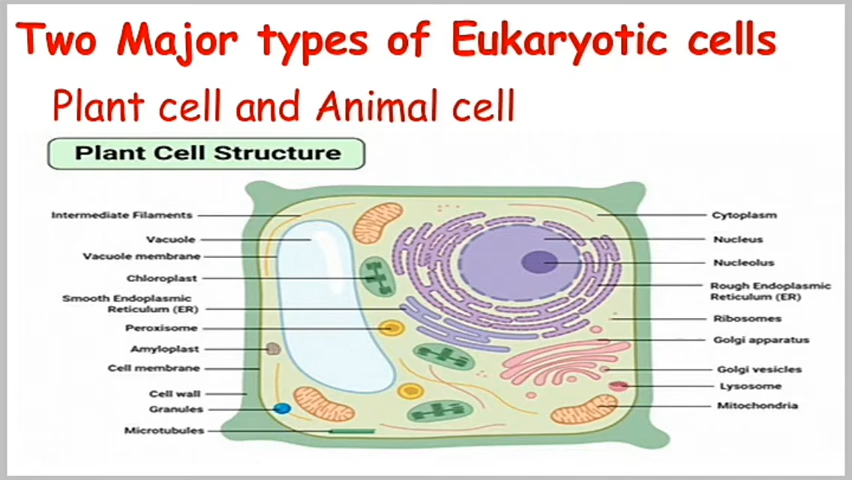 Two Major types of Eukaryotic cells
Plant cell and Animal cell
Plant Cell Structure
Intermediate Filaments
Vacuole
Vacuole membrane
Chloroplast
Smooth Endoplasmic
Reticulum (ER)
Peroxisome
Amyloplast
Cell membrane
Cell wall
Granules
Microtubules
Cytoplasm
Nucleus
Nucleolus
Rough Endoplasmic
Reticulum (ER)
Ribosomes
Golgi apparatus
Golgi vesicles
Lysosome
Mitochondria